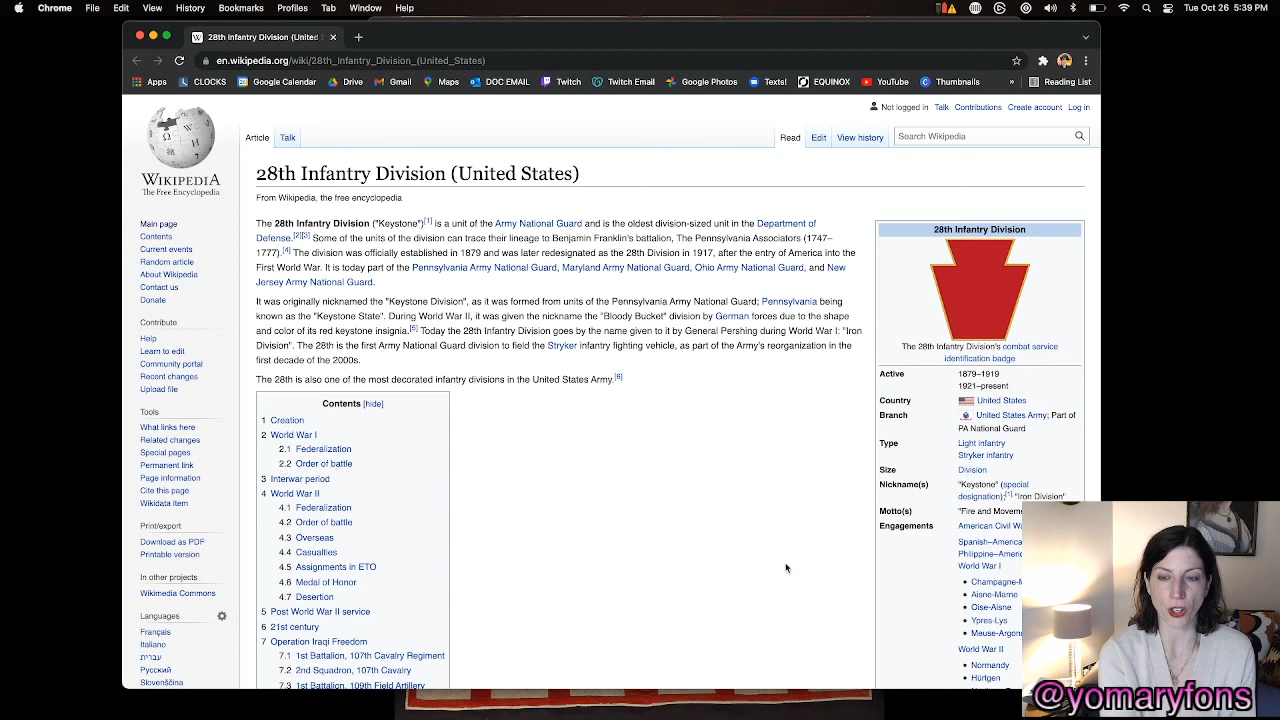 Chrome File Edit View History Bookmarks Profiles Tab Window Help Tue Oct 26 5:39 PM
28th Infantry Division (United
en.wikipedia.org/wiki/28th_Infantry_Division_(United_States)
Apps CLOCKS Google Calendar Drive Gmail Maps DOC EMAIL Twitch Twitch Email Google Photos Texts! EQUINOX YouTube Thumbnails » Reading List
Not logged in Talk Contributions Create account Log in
Article Talk Read Edit View history Search Wikipedia
WIKIPEDIA
The Free Encyclopedia
Main page
Contents
Current events
Random article
About Wikipedia
Contact us
Donate
Contribute
Help
Learn to edit
Community portal
Recent changes
Upload file
Tools
What links here
Related changes
Special pages
Permanent link
Page information
Cite this page
Wikidata item
Print/export
Download as PDF
Printable version
In other projects
Wikimedia Commons
Languages
Français
Italiano
עברית
Русский
Slovenščina
28th Infantry Division (United States)
From Wikipedia, the free encyclopedia
The 28th Infantry Division ("Keystone")[1] is a unit of the Army National Guard and is the oldest division-sized unit in the Department of
Defense.[2][3] Some of the units of the division can trace their lineage to Benjamin Franklin's battalion, The Pennsylvania Associators (1747–
1777).[4] The division was officially established in 1879 and was later redesignated as the 28th Division in 1917, after the entry of America into the
First World War. It is today part of the Pennsylvania Army National Guard, Maryland Army National Guard, Ohio Army National Guard, and New
Jersey Army National Guard.
It was originally nicknamed the "Keystone Division", as it was formed from units of the Pennsylvania Army National Guard; Pennsylvania being
known as the "Keystone State". During World War II, it was given the nickname the "Bloody Bucket" division by German forces due to the shape
and color of its red keystone insignia.[5] Today the 28th Infantry Division goes by the name given to it by General Pershing during World War I: "Iron
Division". The 28th is the first Army National Guard division to field the Stryker infantry fighting vehicle, as part of the Army's reorganization in the
first decade of the 2000s.
The 28th is also one of the most decorated infantry divisions in the United States Army.[6]
Contents [hide]
1 Creation
2 World War I
2.1 Federalization
2.2 Order of battle
3 Interwar period
4 World War II
4.1 Federalization
4.2 Order of battle
4.3 Overseas
4.4 Casualties
4.5 Assignments in ETO
4.6 Medal of Honor
4.7 Desertion
5 Post World War II service
6 21st century
7 Operation Iraqi Freedom
7.1 1st Battalion, 107th Cavalry Regiment
7.2 2nd Squadron, 107th Cavalry
7.3 1st Battalion, 109th Field Artillery
28th Infantry Division
The 28th Infantry Division's combat service
identification badge
Active 1879–1919
1921–present
Country United States
Branch United States Army; Part of
PA National Guard
Type Light infantry
Stryker infantry
Size Division
Nickname(s) "Keystone" (special
designation);[1] "Iron Division"
Motto(s) "Fire and Movem
Engagements American Civil Wa
Spanish–America
Philippine–Americ
World War I
Champagne-M
Aisne-Marne
Oise-Aisne
Ypres-Lys
Meuse-Argonn
World War II
Normandy
Hürtgen
@yomaryfons